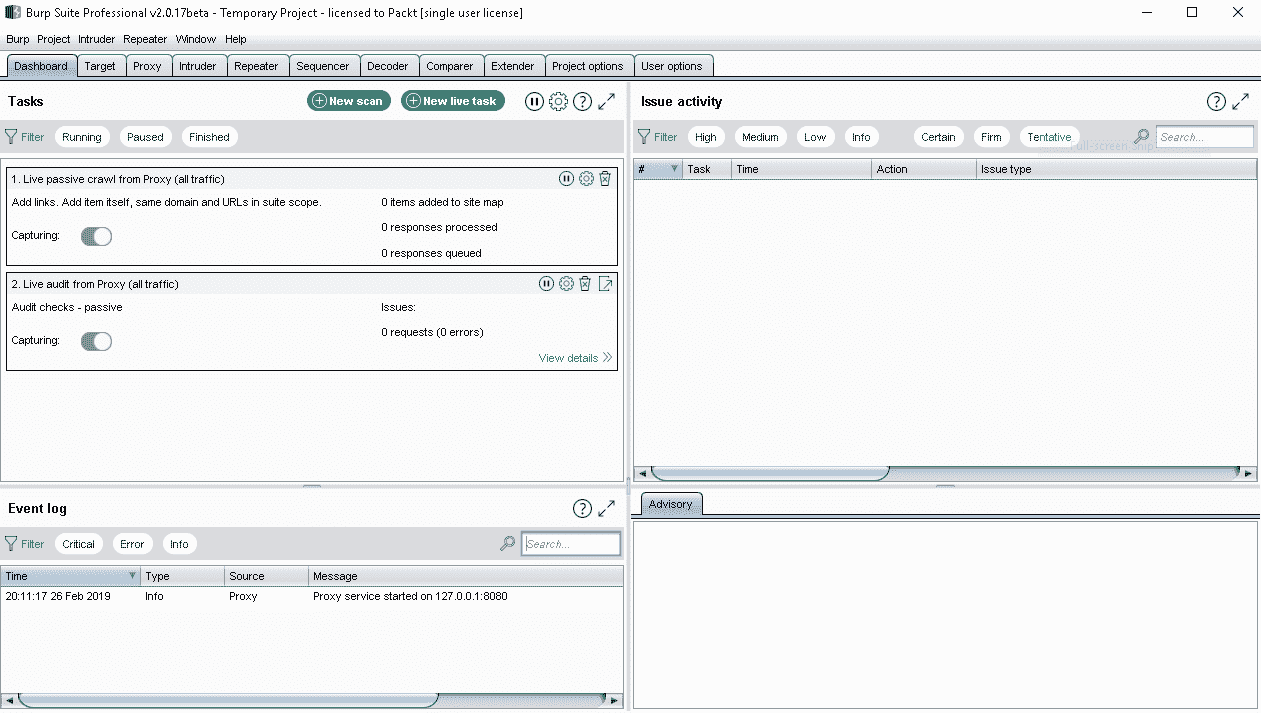 Burp Suite Professional v2.0.17beta - Temporary Project - licensed to Packt [single user license]
Burp Project Intruder Repeater Window Help
Dashboard Target Proxy Intruder Repeater Sequencer Decoder Comparer Extender Project options User options
Tasks New scan New live task
Filter Running Paused Finished
1. Live passive crawl from Proxy (all traffic)
Add links. Add item itself, same domain and URLs in suite scope. 0 items added to site map
0 responses processed
Capturing:
0 responses queued
2. Live audit from Proxy (all traffic)
Audit checks - passive Issues:
0 requests (0 errors)
Capturing:
View details
Issue activity
Filter High Medium Low Info Certain Firm Tentative Search...
# Task Time Action Issue type
Event log
Filter Critical Error Info Search...
Time Type Source Message
20:11:17 26 Feb 2019 Info Proxy Proxy service started on 127.0.0.1:8080
Advisory